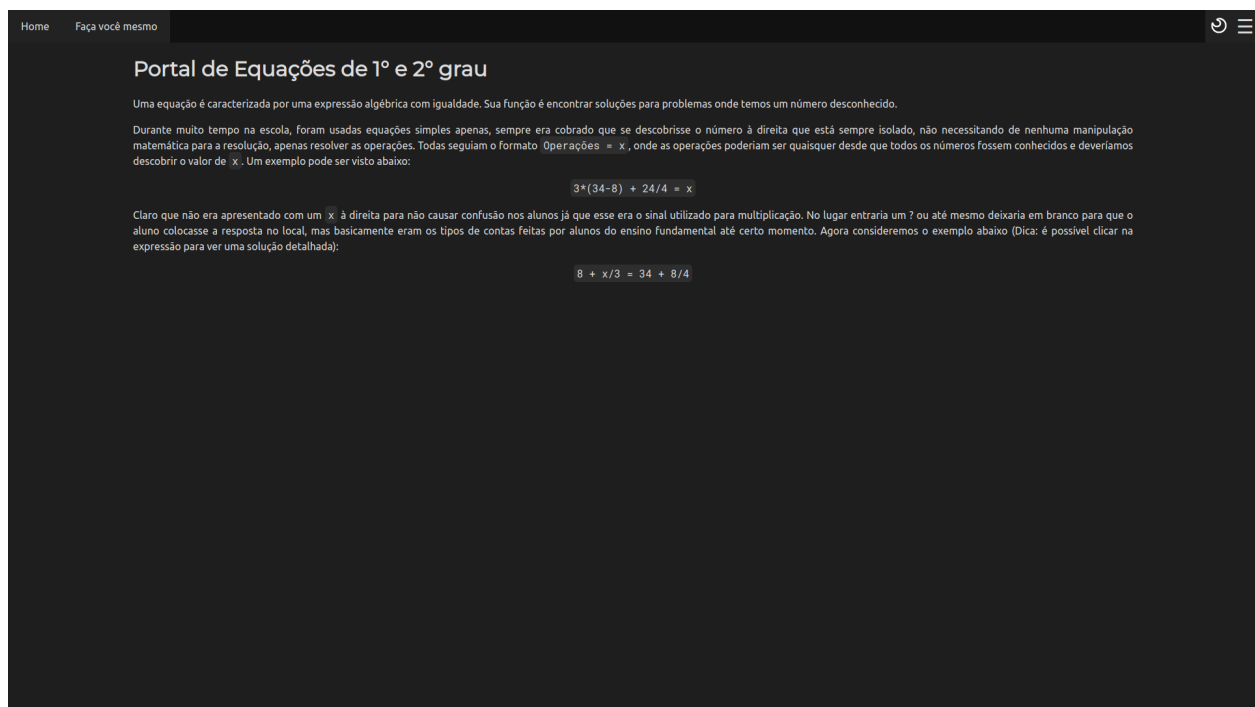 Home Faça você mesmo
Portal de Equações de 1º e 2º grau
Uma equação é caracterizada por uma expressão algébrica com igualdade. Sua função é encontrar soluções para problemas onde temos um número desconhecido.
Durante muito tempo na escola, foram usadas equações simples apenas, sempre era cobrado que se descobrisse o número à direita que está sempre isolado, não necessitando de nenhuma manipulação
matemática para a resolução, apenas resolver as operações. Todas seguiam o formato Operações = x, onde as operações poderiam ser quaisquer desde que todos os números fossem conhecidos e deveríamos
descobrir o valor de x. Um exemplo pode ser visto abaixo:
3*(34-8) + 24/4 = x
Claro que não era apresentado com um x à direita para não causar confusão nos alunos já que esse era o sinal utilizado para multiplicação. No lugar entraria um ? ou até mesmo deixaria em branco para que o
aluno colocasse a resposta no local, mas basicamente eram os tipos de contas feitas por alunos do ensino fundamental até certo momento. Agora consideremos o exemplo abaixo (Dica: é possível clicar na
expressão para ver uma solução detalhada):
8 + x/3 = 34 + 8/4